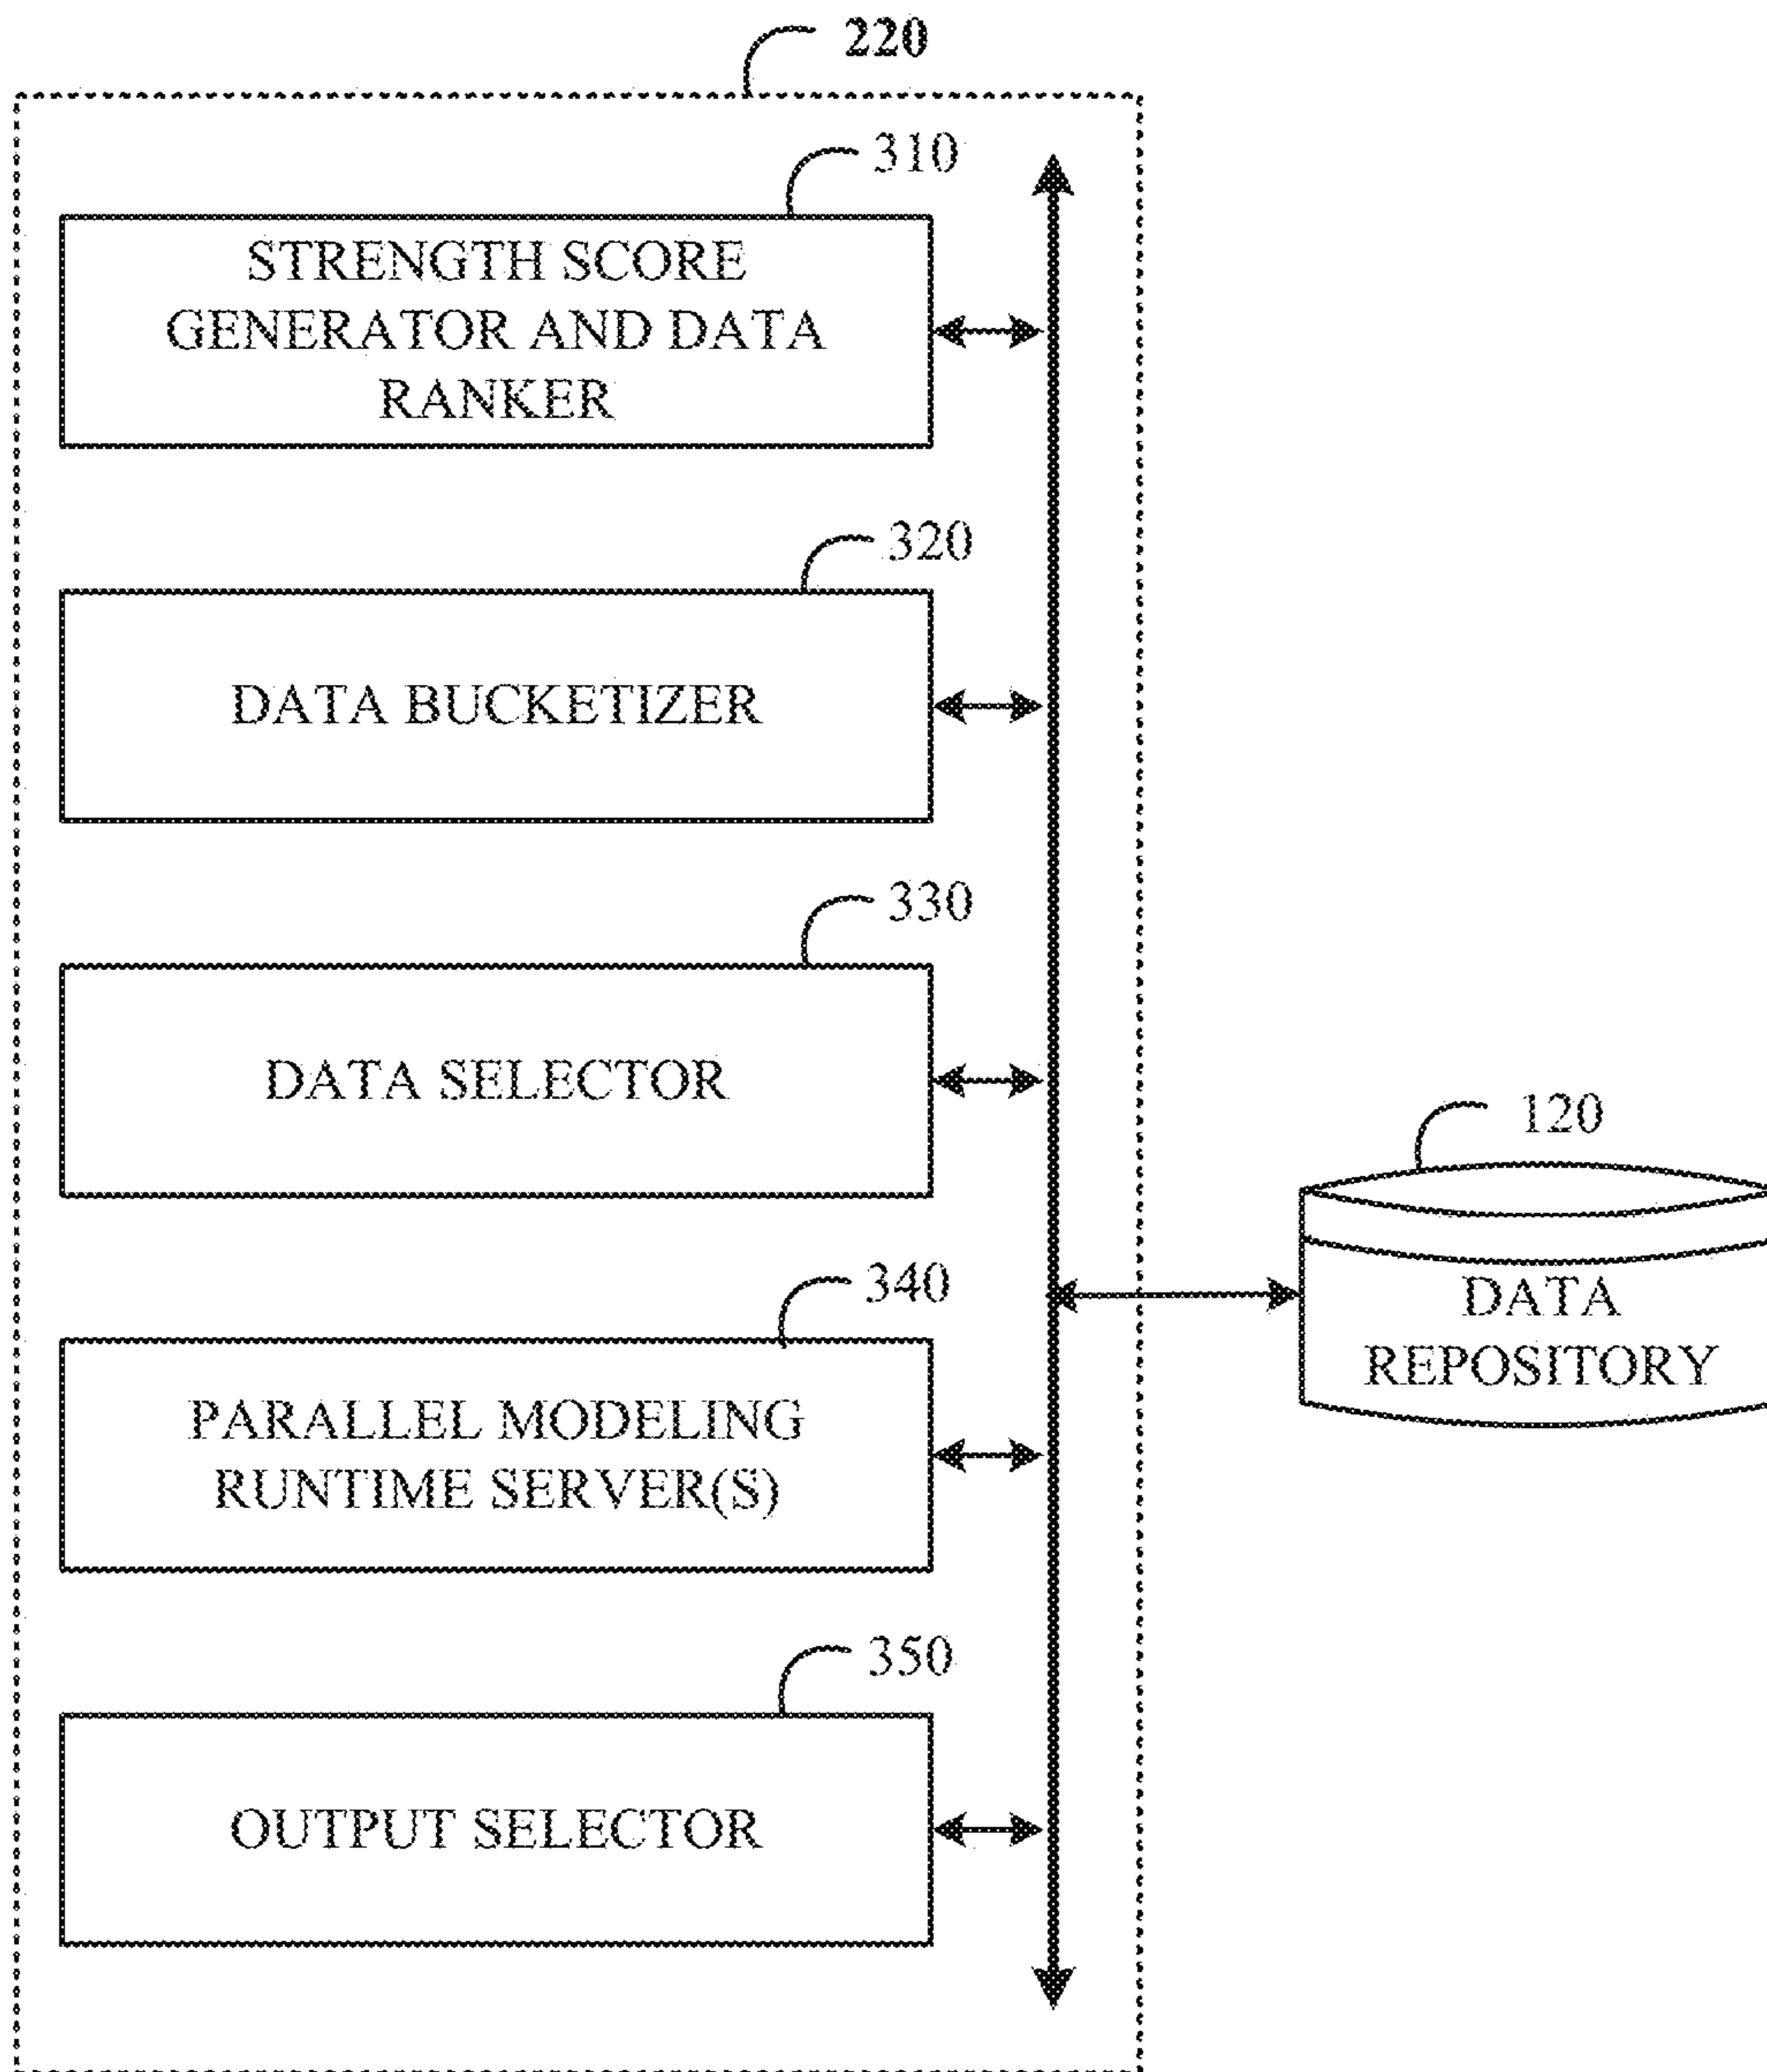 220
310
STRENGTH SCORE
GENERATOR AND DATA
RANKER
320
DATA BUCKETIZER
330
DATA SELECTOR
120
DATA
REPOSITORY
340
PARALLEL MODELING
RUNTIME SERVER(S)
350
OUTPUT SELECTOR